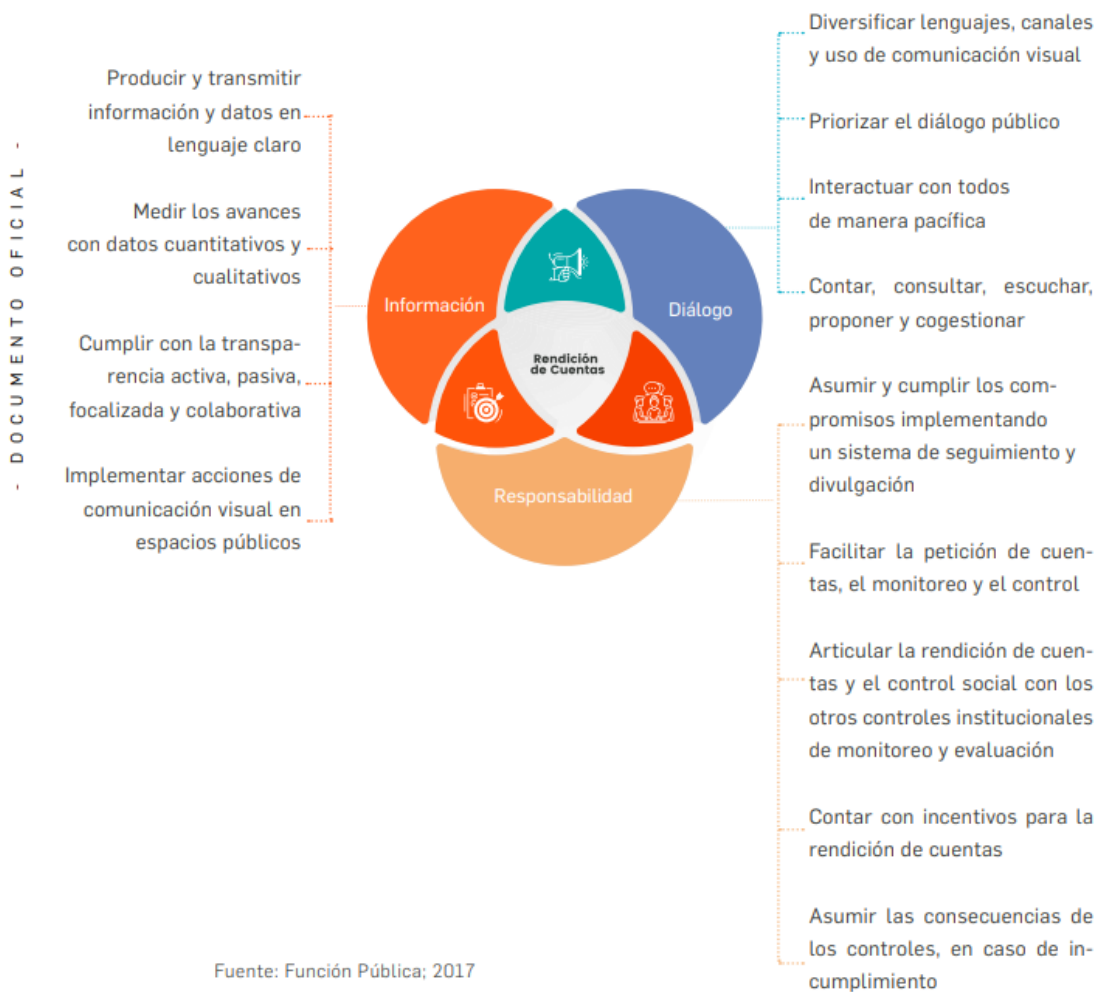 - DOCUMENTO OFICIAL -
Producir y transmitir
información y datos en
lenguaje claro
Medir los avances
con datos cuantitativos y
cualitativos
Cumplir con la transpa-
rencia activa, pasiva,
focalizada y colaborativa
Implementar acciones de
comunicación visual en
espacios públicos
Información
Diálogo
Rendición
de Cuentas
Responsabilidad
Diversificar lenguajes, canales
y uso de comunicación visual
Priorizar el diálogo público
Interactuar con todos
de manera pacífica
Contar, consultar, escuchar,
proponer y cogestionar
Asumir y cumplir los com-
promisos implementando
un sistema de seguimiento y
divulgación
Facilitar la petición de cuen-
tas, el monitoreo y el control
Articular la rendición de cuen-
tas y el control social con los
otros controles institucionales
de monitoreo y evaluación
Contar con incentivos para la
rendición de cuentas
Asumir las consecuencias de
los controles, en caso de in-
cumplimiento
Fuente: Función Pública; 2017